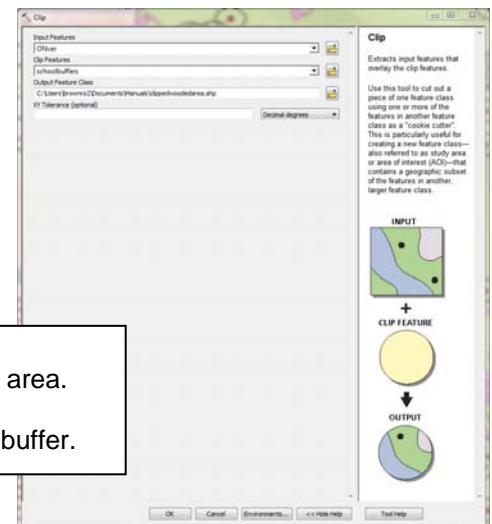 Clip
Input Features
ONver
Clip Features
schoolbuffers
Output Feature Class
C:\Users\brownrs2\Documents\Manuals\clippedwoodedarea.shp
XY Tolerance (optional)
Decimal degrees
OK
Cancel
Environments...
<< Hide Help
Tool Help
Clip
Extracts input features that
overlay the clip features.
Use this tool to cut out a
piece of one feature class
using one or more of the
features in another feature
class as a "cookie cutter".
This is particularly useful for
creating a new feature class—
also referred to as study area
or area of interest (AOI)—that
contains a geographic subset
of the features in another,
larger feature class.
INPUT
+
CLIP FEATURE
OUTPUT
area.
buffer.